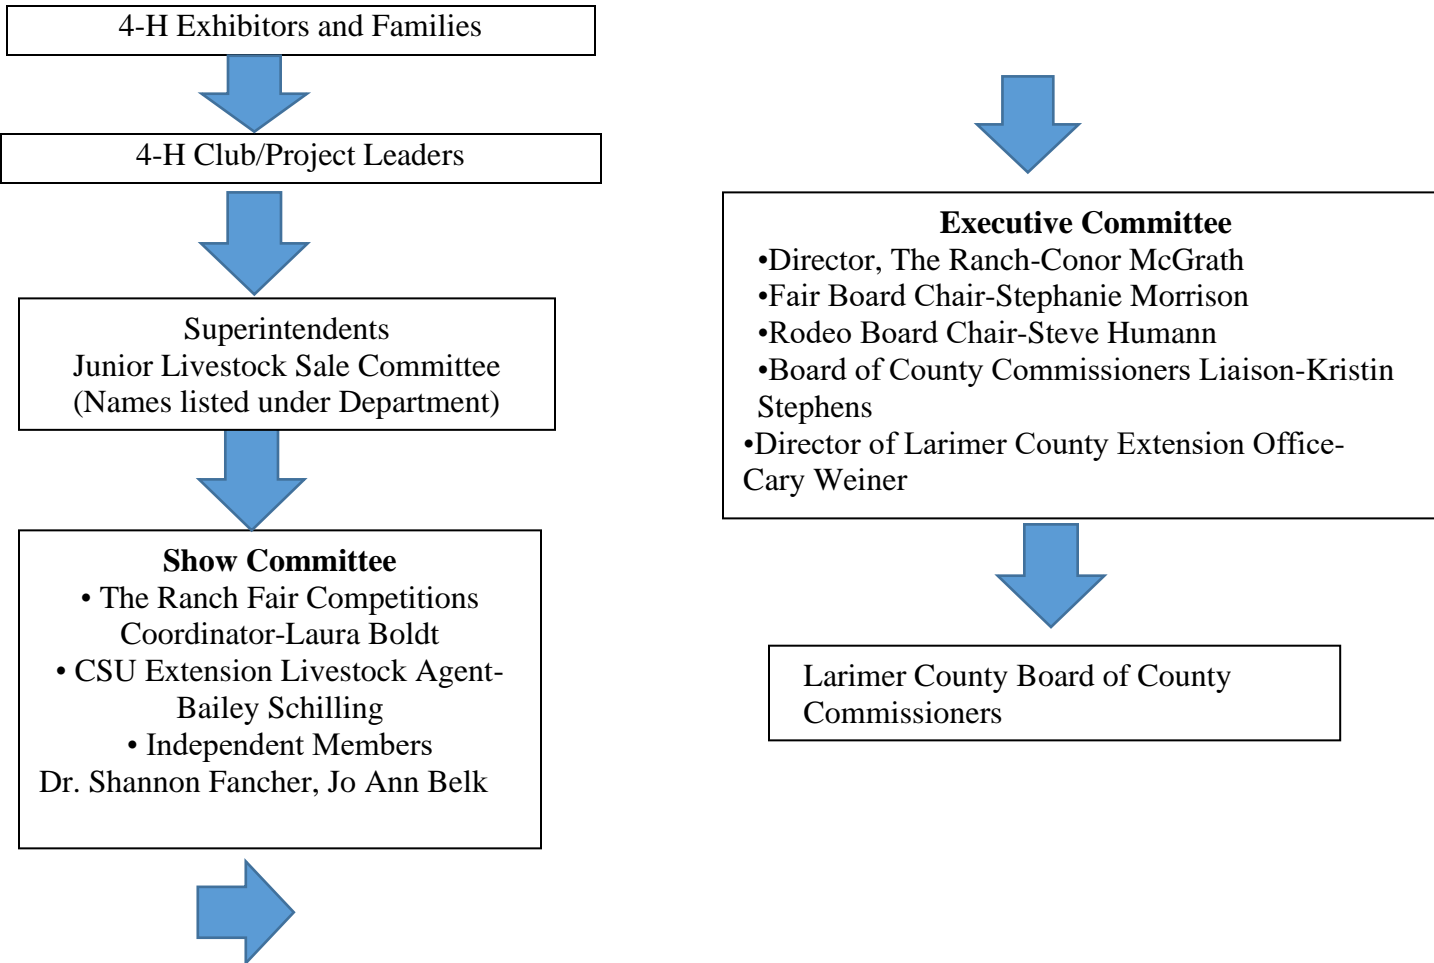 4-H Exhibitors and Families
4-H Club/Project Leaders
Superintendents
Junior Livestock Sale Committee
(Names listed under Department)
Show Committee
• The Ranch Fair Competitions
Coordinator-Laura Boldt
• CSU Extension Livestock Agent-
Bailey Schilling
• Independent Members
Dr. Shannon Fancher, Jo Ann Belk
Executive Committee
•Director, The Ranch-Conor McGrath
•Fair Board Chair-Stephanie Morrison
•Rodeo Board Chair-Steve Humann
•Board of County Commissioners Liaison-Kristin
Stephens
•Director of Larimer County Extension Office-
Cary Weiner
Larimer County Board of County
Commissioners